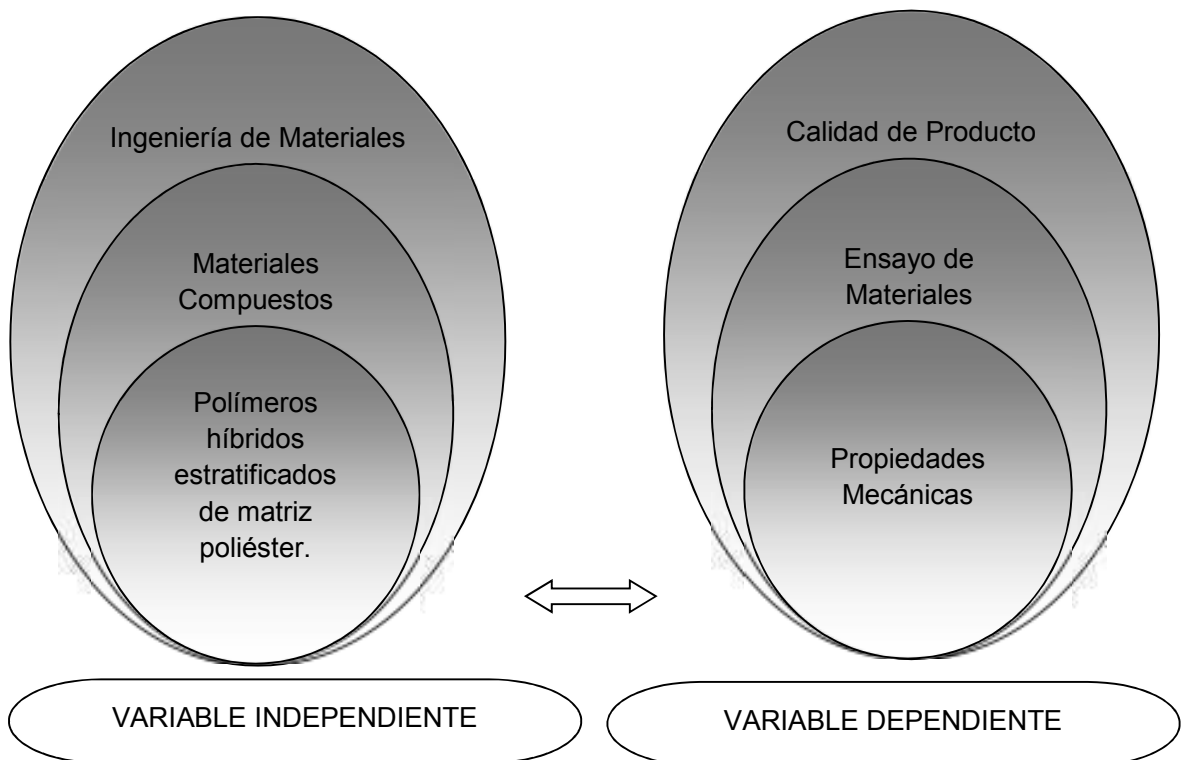 Ingeniería de Materiales
Materiales
Compuestos
Polímeros
híbridos
estratificados
de matriz
poliéster.
VARIABLE INDEPENDIENTE
Calidad de Producto
Ensayo de
Materiales
Propiedades
Mecánicas
VARIABLE DEPENDIENTE